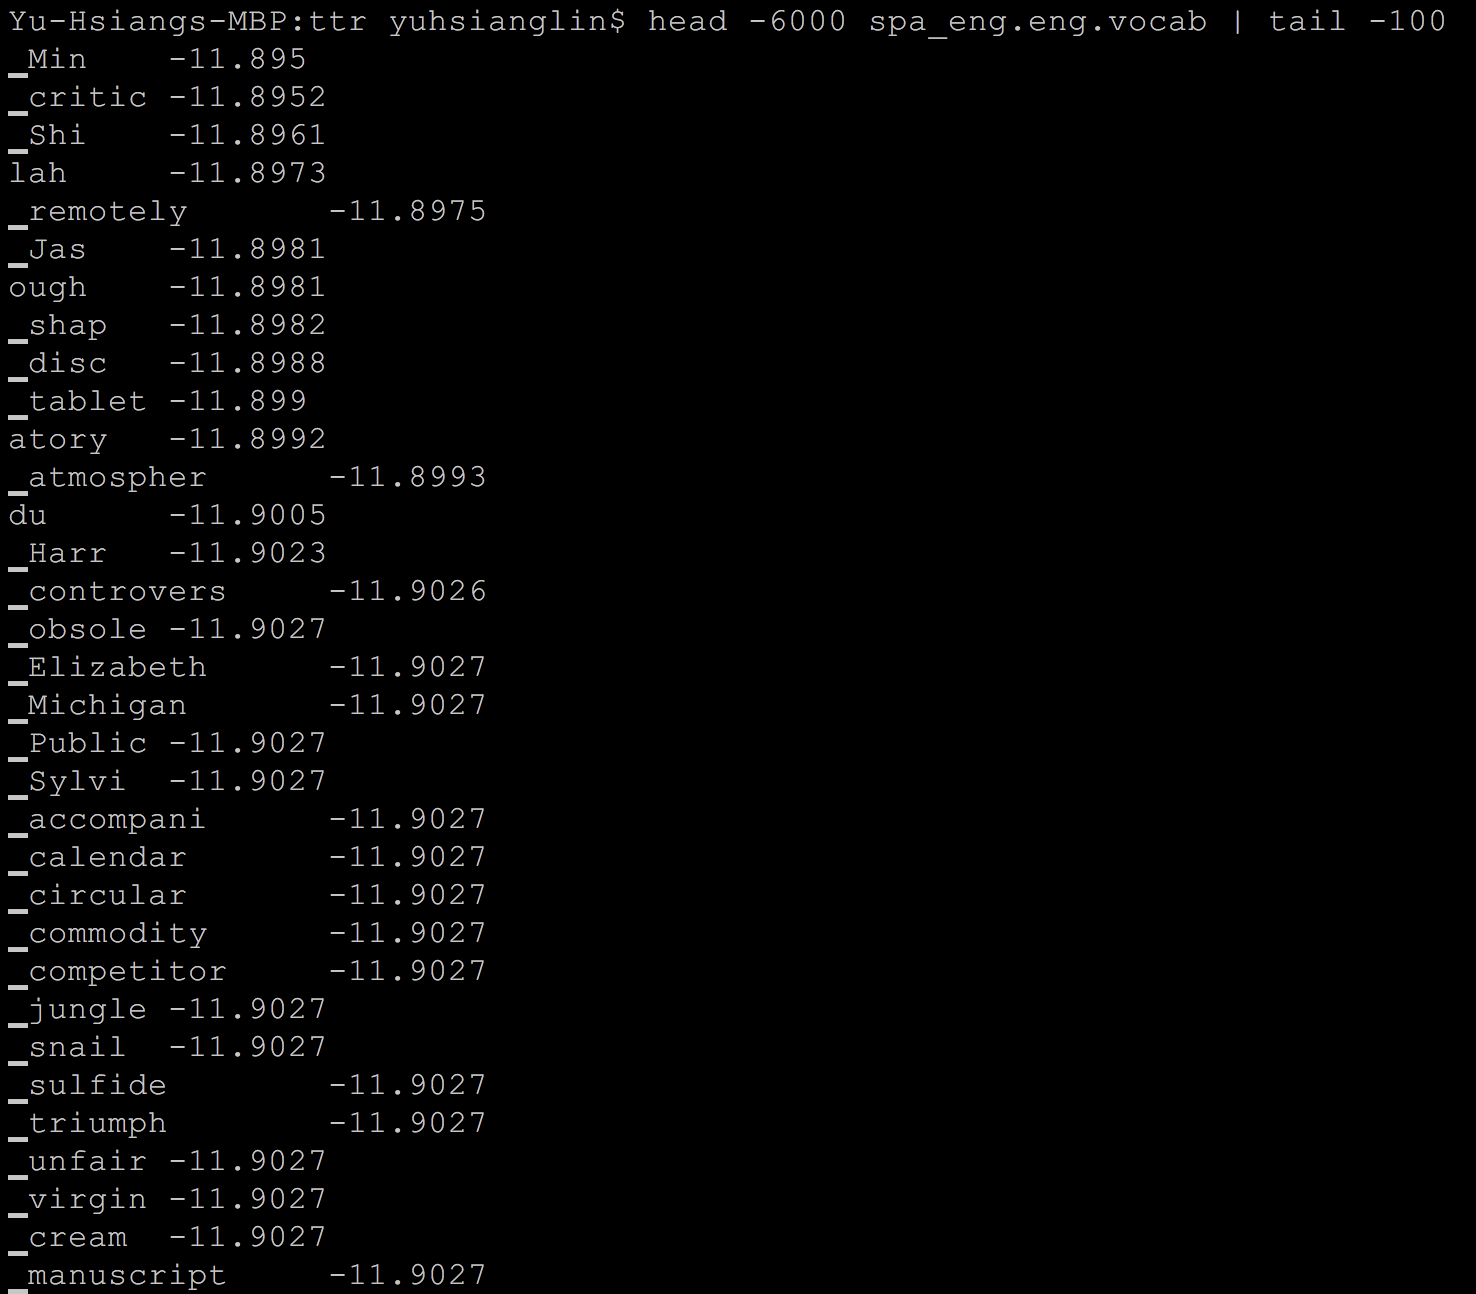 Yu-Hsiangs-MBP:ttr yuhsianglin$ head -6000 spa_eng.eng.vocab | tail -100
▁Min	-11.895
▁critic	-11.8952
▁Shi	-11.8961
lah	-11.8973
▁remotely	-11.8975
▁Jas	-11.8981
ough	-11.8981
▁shap	-11.8982
▁disc	-11.8988
▁tablet	-11.899
atory	-11.8992
▁atmospher	-11.8993
du	-11.9005
▁Harr	-11.9023
▁controvers	-11.9026
▁obsole	-11.9027
▁Elizabeth	-11.9027
▁Michigan	-11.9027
▁Public	-11.9027
▁Sylvi	-11.9027
▁accompani	-11.9027
▁calendar	-11.9027
▁circular	-11.9027
▁commodity	-11.9027
▁competitor	-11.9027
▁jungle	-11.9027
▁snail	-11.9027
▁sulfide	-11.9027
▁triumph	-11.9027
▁unfair	-11.9027
▁virgin	-11.9027
▁cream	-11.9027
▁manuscript	-11.9027